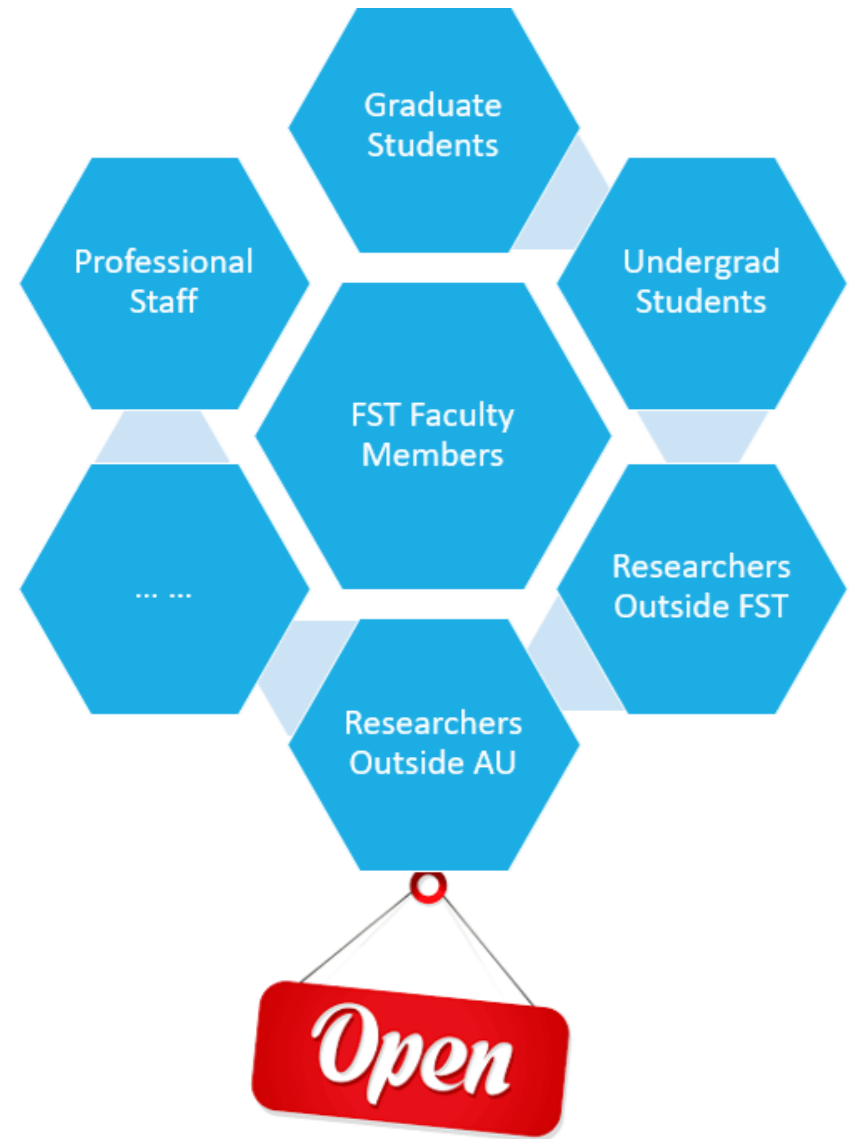 Graduate
Students
Professional
Staff
Undergrad
Students
FST Faculty
Members
... ...
Researchers
Outside FST
Researchers
Outside AU
Open